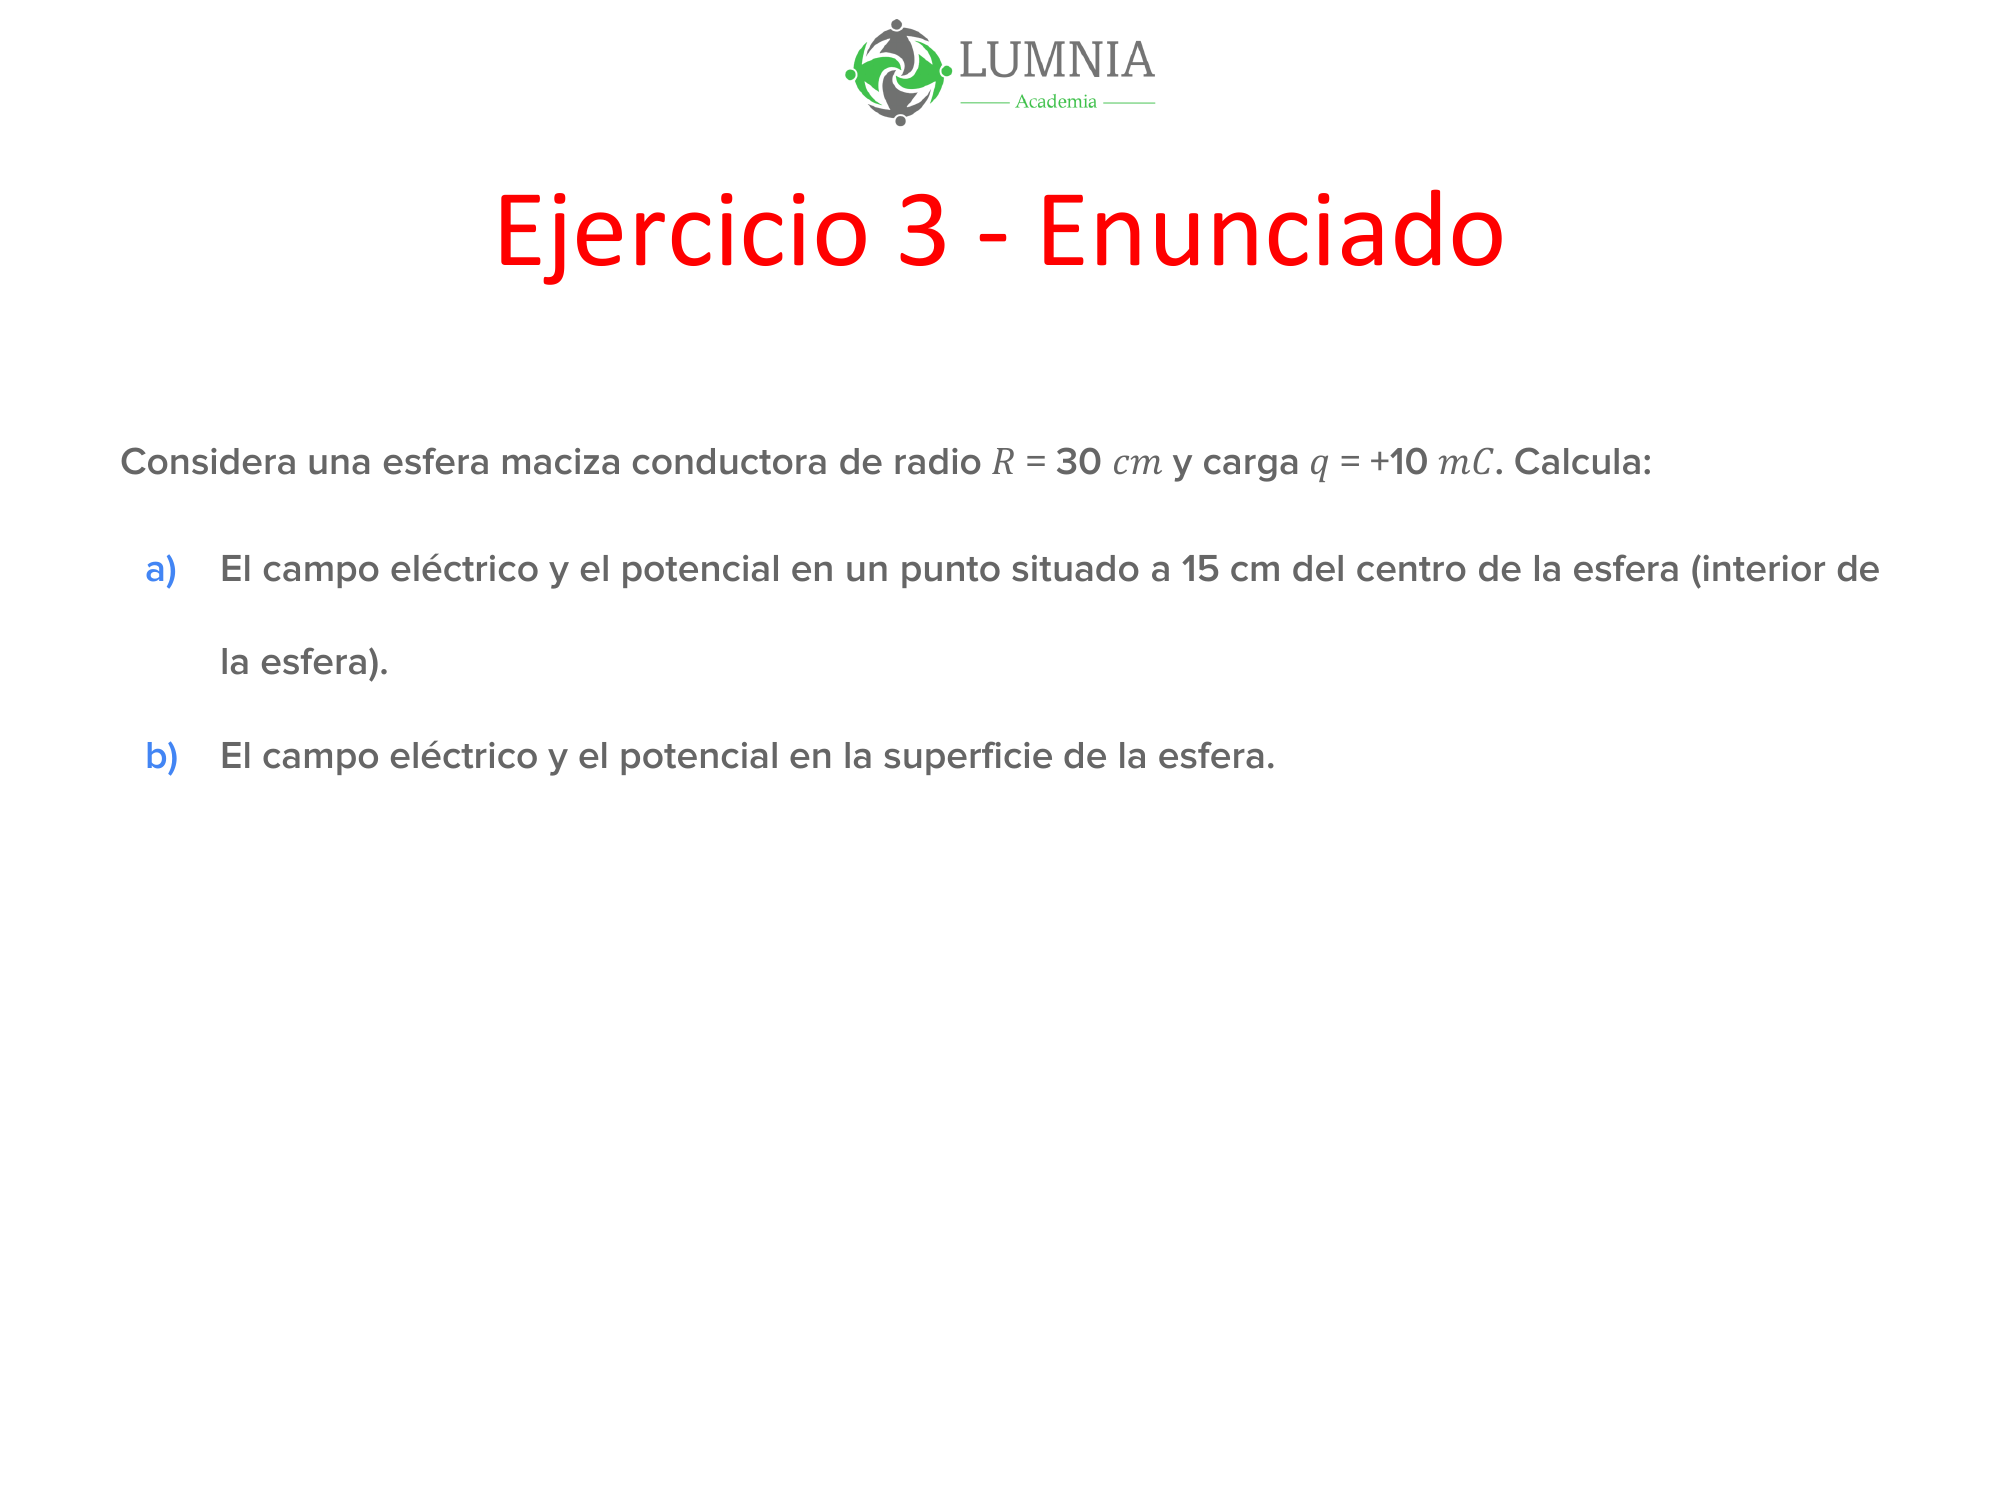 LUMNIA
Academia
Ejercicio 3 - Enunciado
Considera una esfera maciza conductora de radio R = 30 cm y carga q = +10 mC. Calcula:
a) El campo eléctrico y el potencial en un punto situado a 15 cm del centro de la esfera (interior de
la esfera).
b) El campo eléctrico y el potencial en la superficie de la esfera.